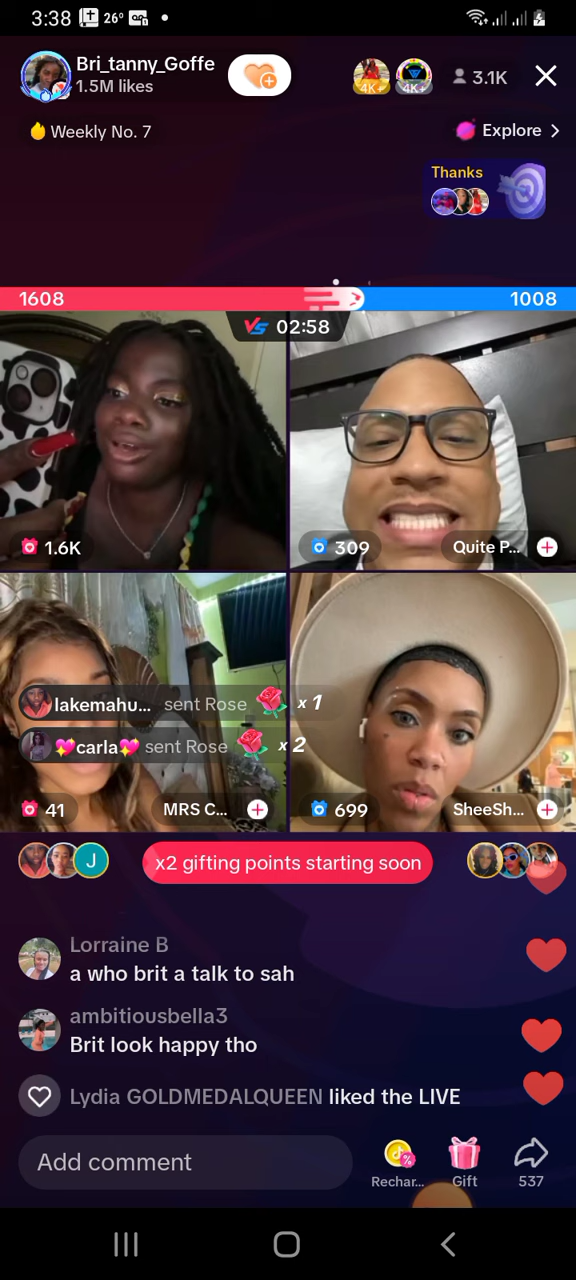 3:38 26°
Bri_tanny_Goffe
1.5M likes
4K+ 4K+ 3.1K
Weekly No. 7
Explore
Thanks
1608 1008
VS 02:58
1.6K
309 Quite P...
lakemahu... sent Rose x 1
💖carla💖 sent Rose x 2
41 MRS C...
699 SheeSh...
J
x2 gifting points starting soon
Lorraine B
a who brit a talk to sah
ambitiousbella3
Brit look happy tho
Lydia GOLDMEDALQUEEN liked the LIVE
Add comment
Rechar... Gift 537